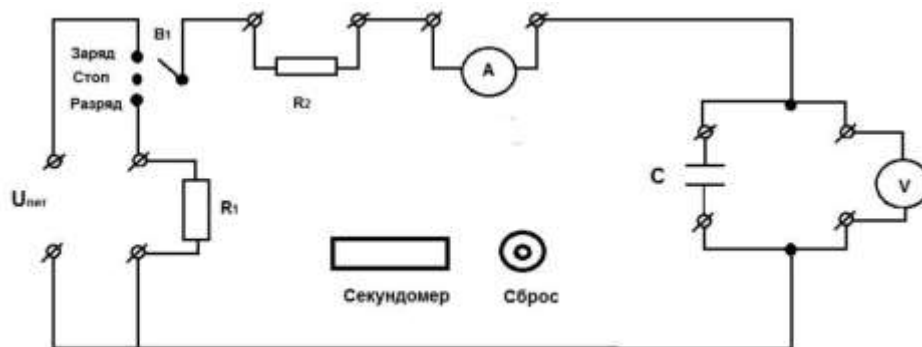 Заряд
B1
Стоп
Разряд
R2
A
Uпит
R1
C
V
Секундомер
Сброс